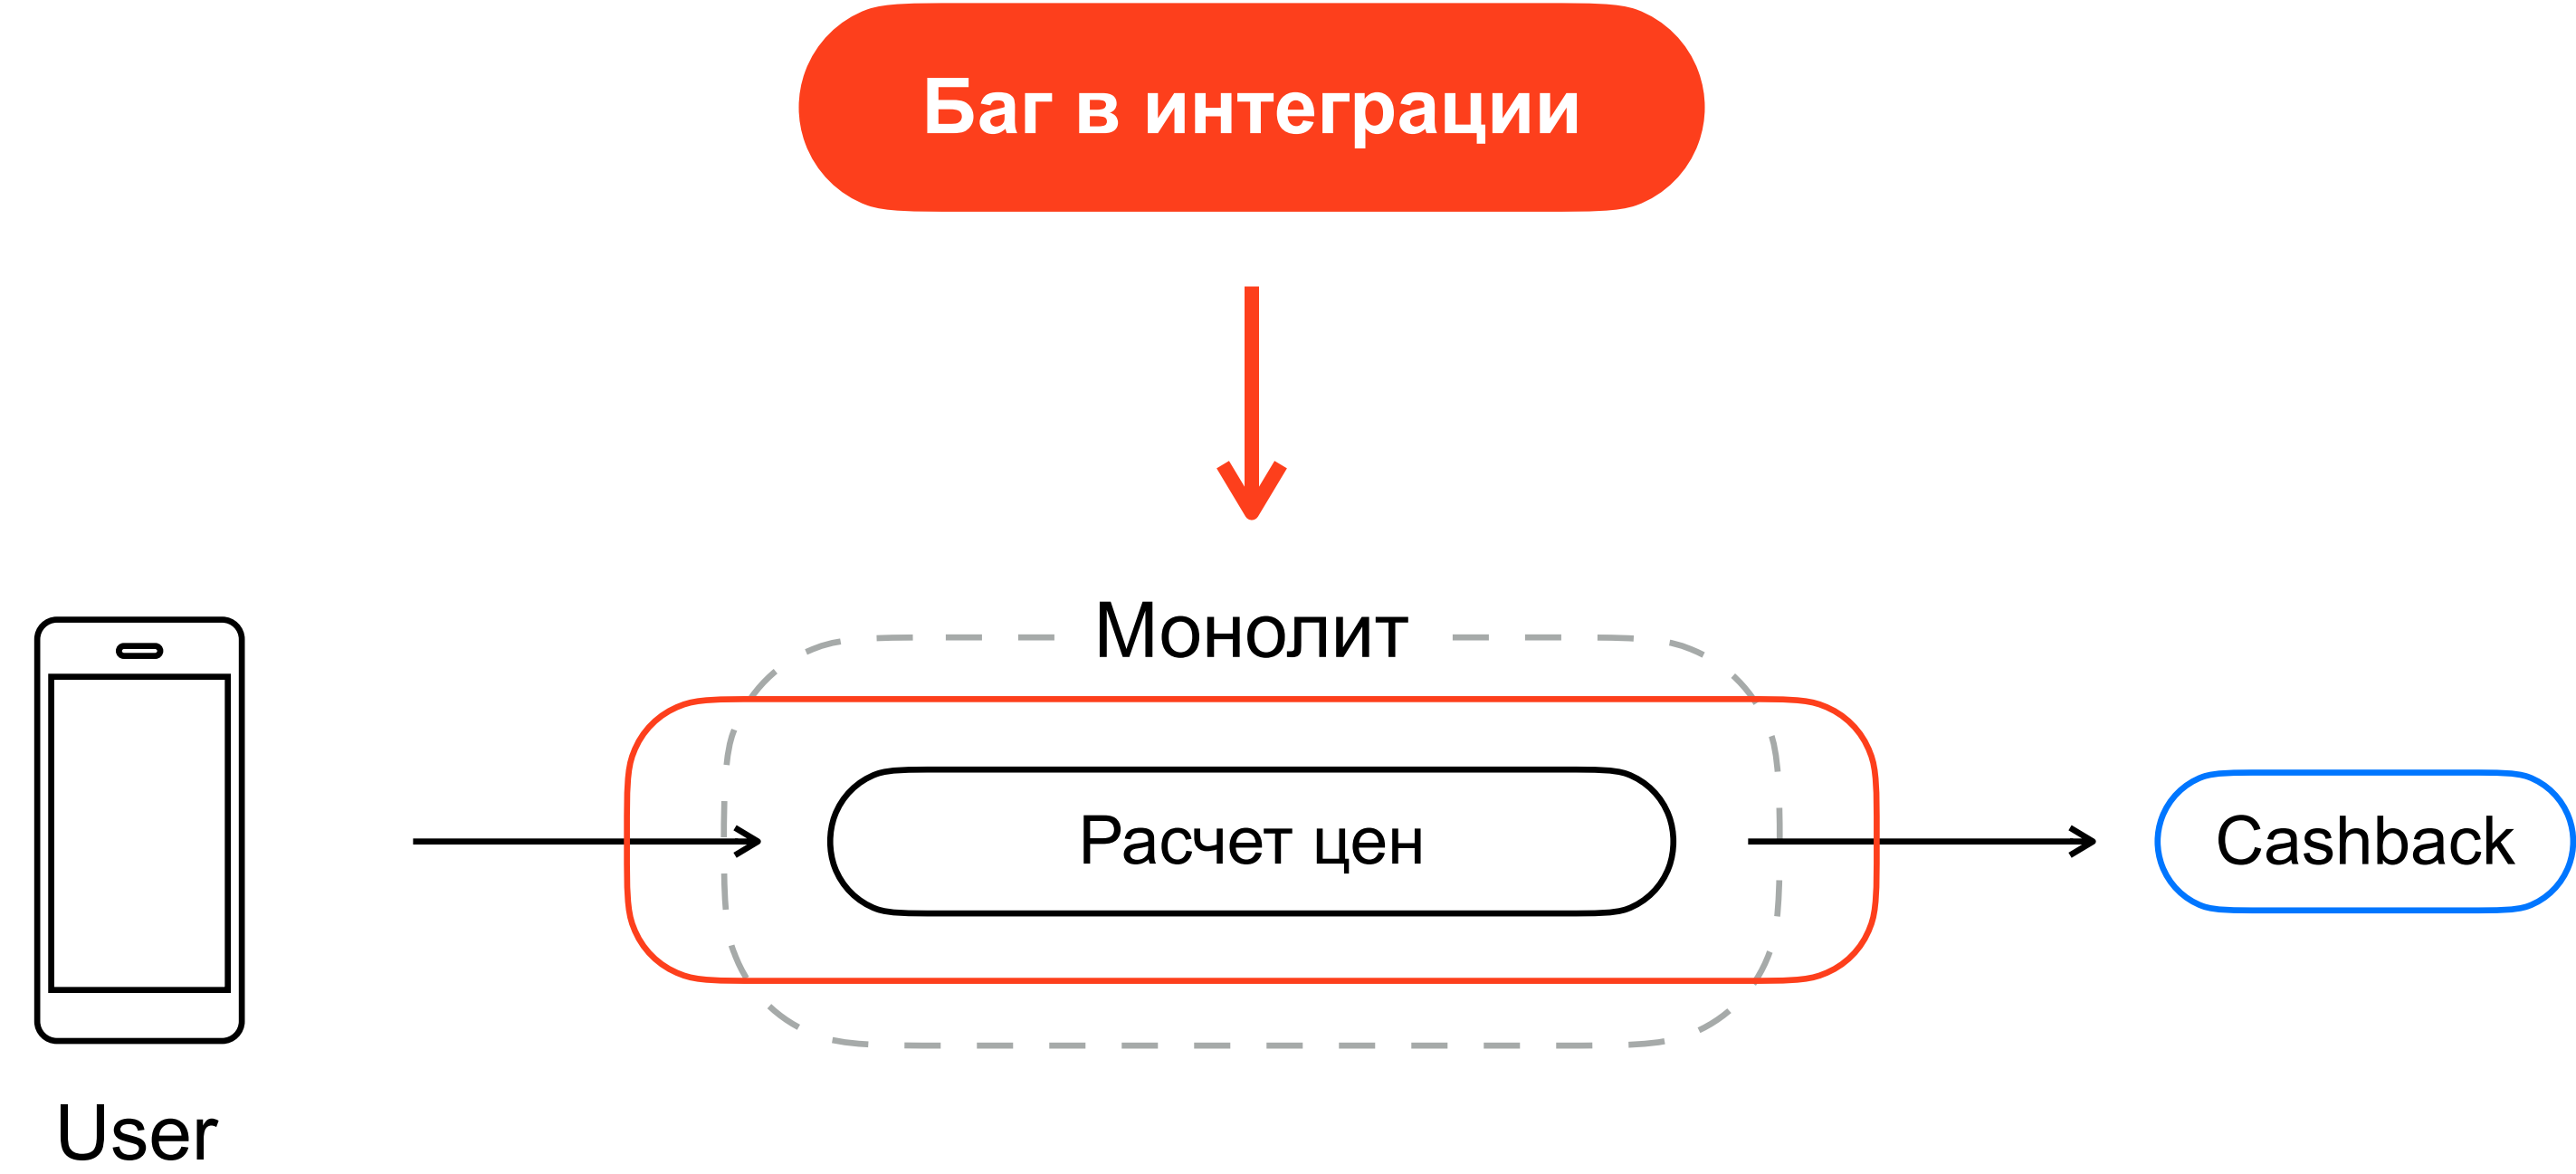 Баг в интеграции
Монолит
Расчет цен
Cashback
User